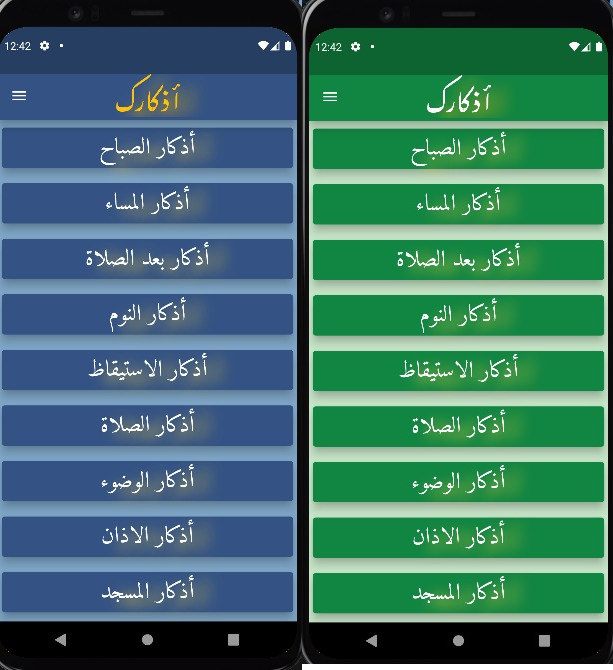 12:42
أذكارك
أذكار الصباح
أذكار المساء
أذكار بعد الصلاة
أذكار النوم
أذكار الاستيقاظ
أذكار الصلاة
أذكار الوضوء
أذكار الاذان
أذكار المسجد
12:42
أذكارك
أذكار الصباح
أذكار المساء
أذكار بعد الصلاة
أذكار النوم
أذكار الاستيقاظ
أذكار الصلاة
أذكار الوضوء
أذكار الاذان
أذكار المسجد